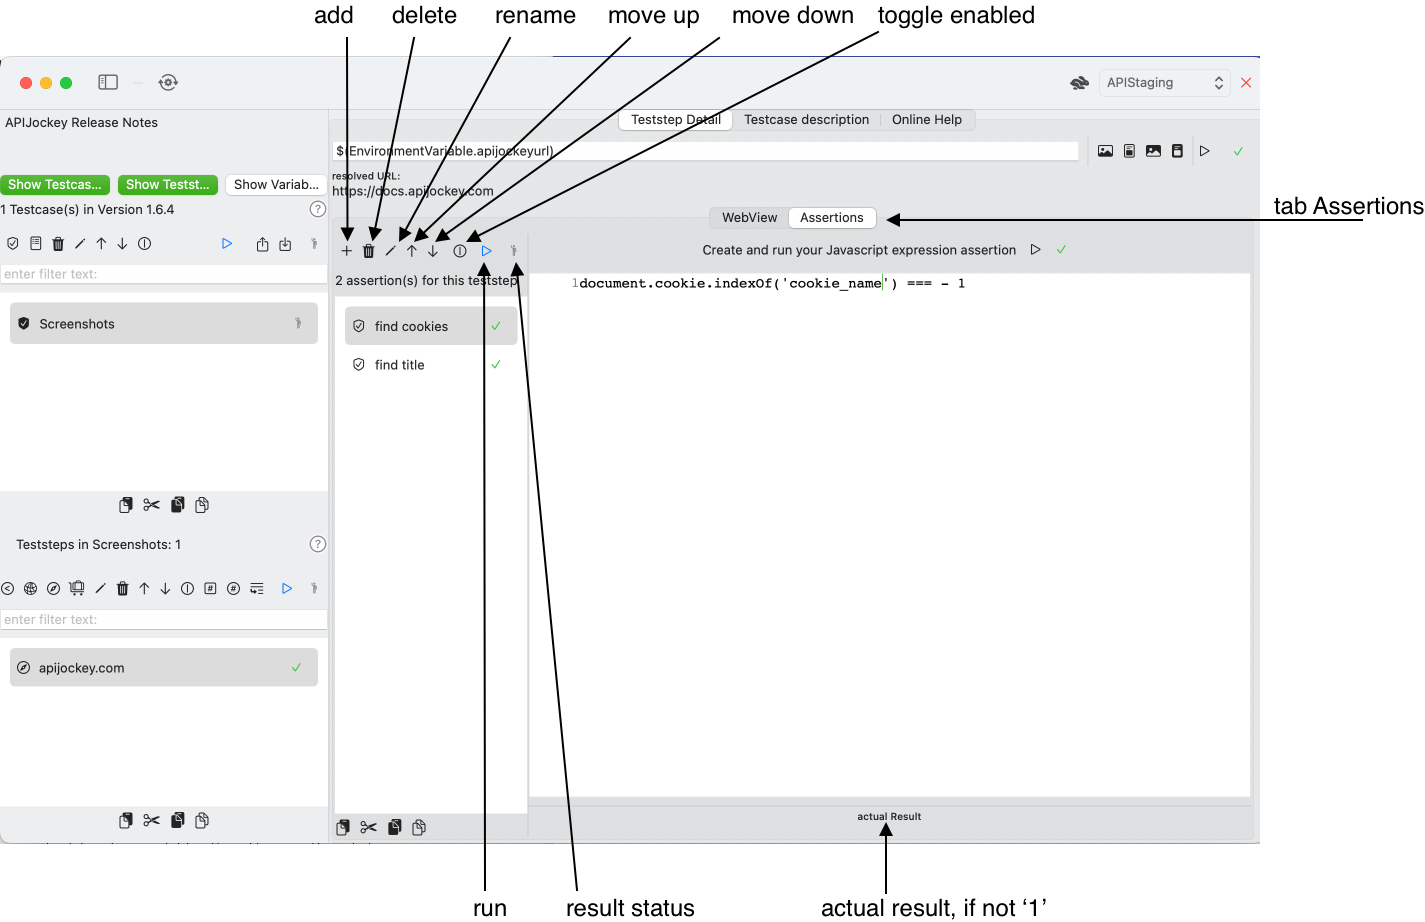 add delete rename move up move down toggle enabled
APIStaging
APIJockey Release Notes
Teststep Detail Testcase description Online Help
$(EnvironmentVariable.apijockeyurl)
resolved URL:
https://docs.apijockey.com
Show Testcas... Show Testst... Show Variab...
1 Testcase(s) in Version 1.6.4 ?
WebView Assertions
tab Assertions
Create and run your Javascript expression assertion
enter filter text:
2 assertion(s) for this teststep
1document.cookie.indexOf('cookie_name') === - 1
Screenshots
find cookies
find title
Teststeps in Screenshots: 1 ?
# #
enter filter text:
apijockey.com
actual Result
run result status actual result, if not ‘1’